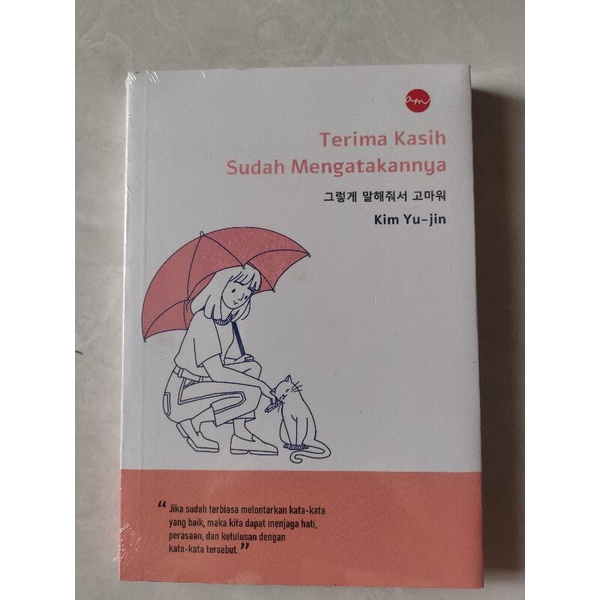 am
Terima Kasih
Sudah Mengatakannya
그렇게 말해줘서 고마워
Kim Yu-jin
“ Jika sudah terbiasa melontarkan kata-kata
yang baik, maka kita dapat menjaga hati,
perasaan, dan ketulusan dengan
kata-kata tersebut. ”